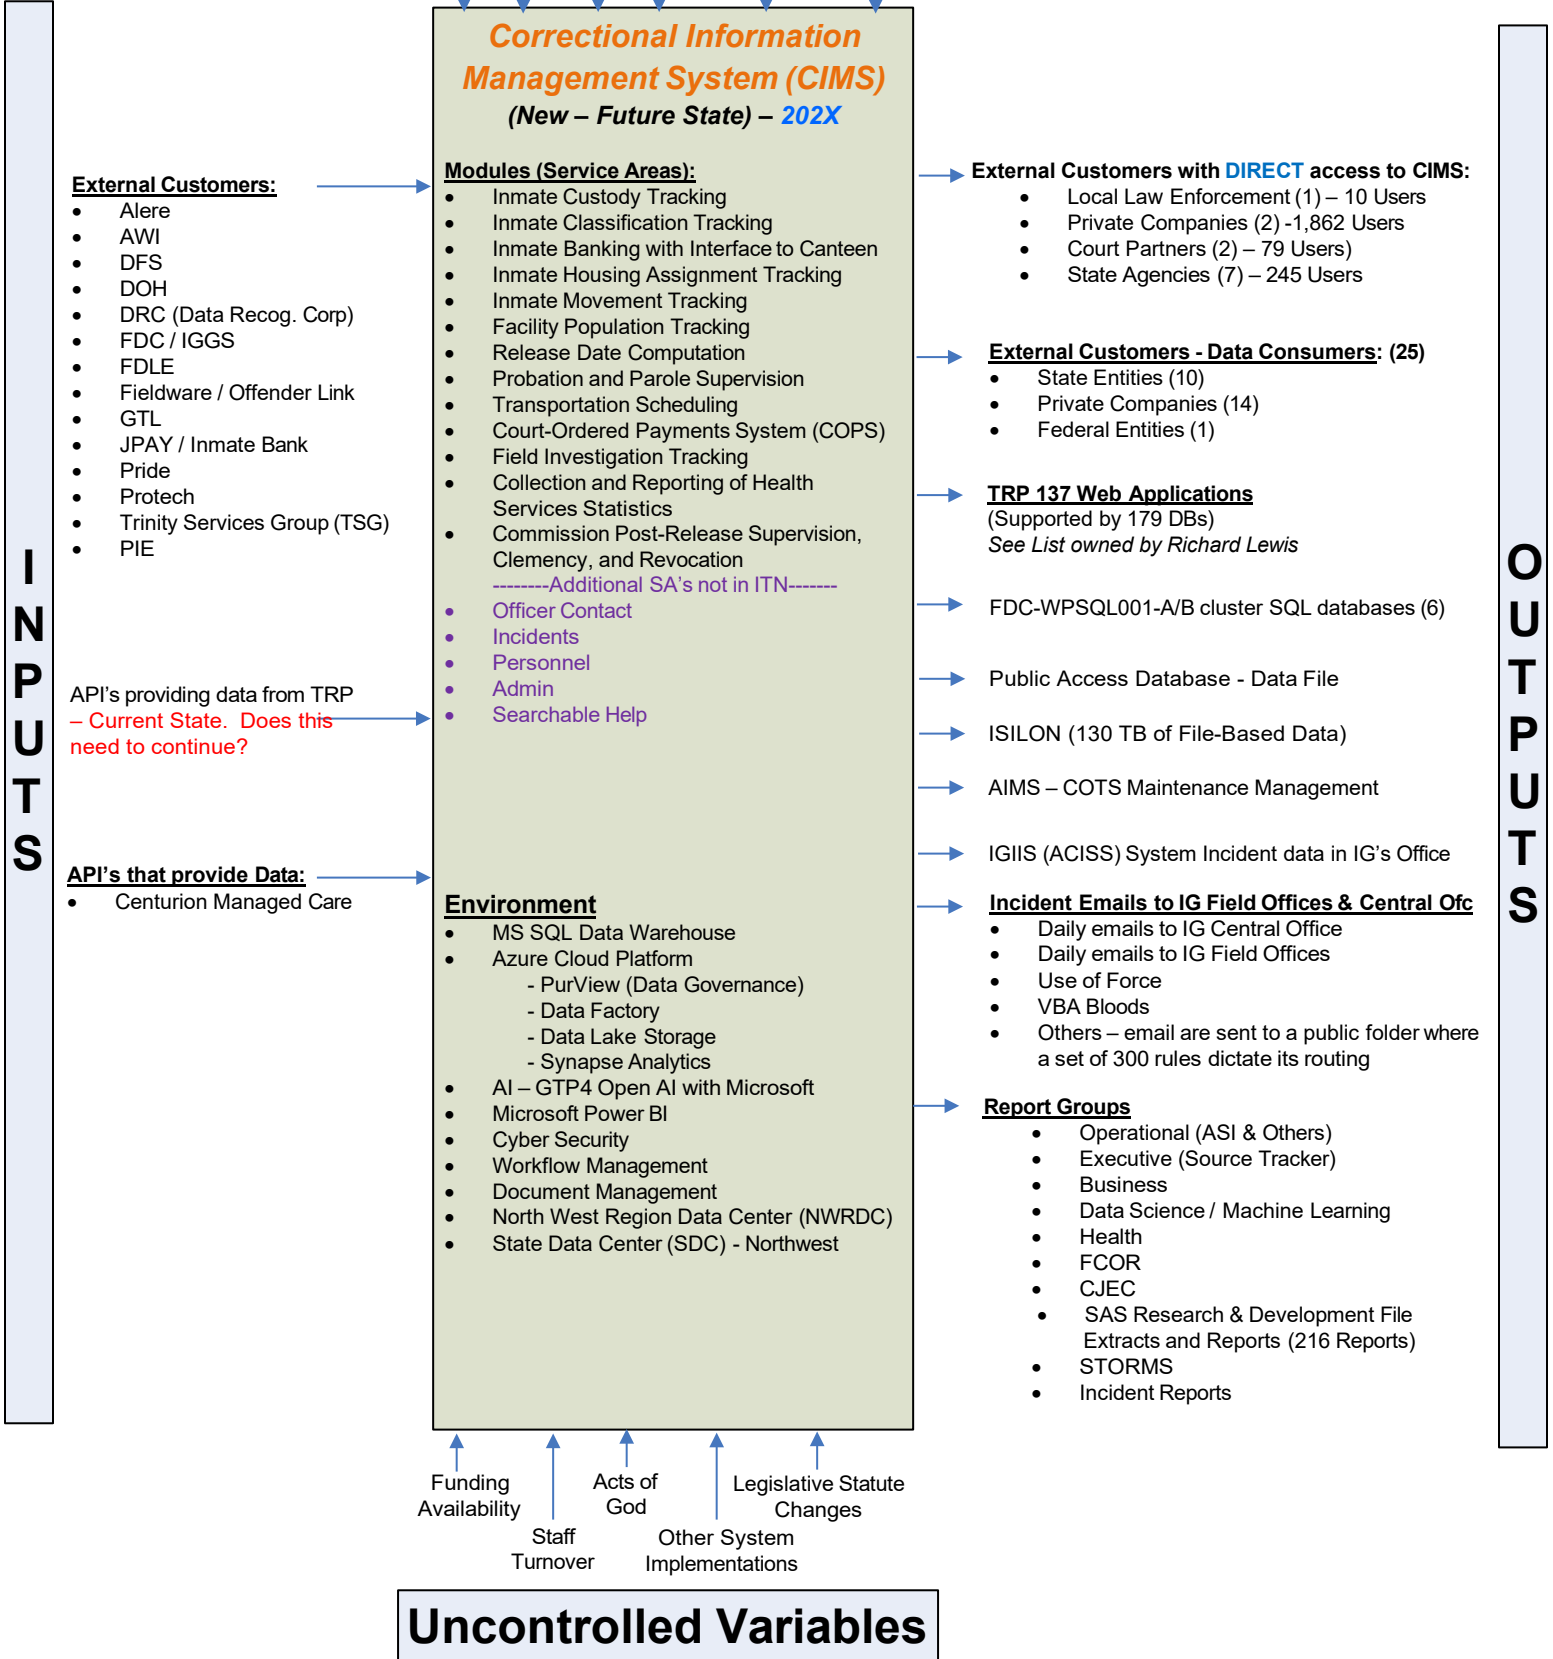 Correctional Information
Management System (CIMS)
(New – Future State) – 202X
INPUTS
External Customers:
• Alere
• AWI
• DFS
• DOH
• DRC (Data Recog. Corp)
• FDC / IGGS
• FDLE
• Fieldware / Offender Link
• GTL
• JPAY / Inmate Bank
• Pride
• Protech
• Trinity Services Group (TSG)
• PIE
API's providing data from TRP
– Current State. Does this
need to continue?
API's that provide Data:
• Centurion Managed Care
Modules (Service Areas):
• Inmate Custody Tracking
• Inmate Classification Tracking
• Inmate Banking with Interface to Canteen
• Inmate Housing Assignment Tracking
• Inmate Movement Tracking
• Facility Population Tracking
• Release Date Computation
• Probation and Parole Supervision
• Transportation Scheduling
• Court-Ordered Payments System (COPS)
• Field Investigation Tracking
• Collection and Reporting of Health
Services Statistics
• Commission Post-Release Supervision,
Clemency, and Revocation
--------Additional SA's not in ITN-------
• Officer Contact
• Incidents
• Personnel
• Admin
• Searchable Help
Environment
• MS SQL Data Warehouse
• Azure Cloud Platform
- PurView (Data Governance)
- Data Factory
- Data Lake Storage
- Synapse Analytics
• AI – GTP4 Open AI with Microsoft
• Microsoft Power BI
• Cyber Security
• Workflow Management
• Document Management
• North West Region Data Center (NWRDC)
• State Data Center (SDC) - Northwest
External Customers with DIRECT access to CIMS:
• Local Law Enforcement (1) – 10 Users
• Private Companies (2) -1,862 Users
• Court Partners (2) – 79 Users)
• State Agencies (7) – 245 Users
External Customers - Data Consumers: (25)
• State Entities (10)
• Private Companies (14)
• Federal Entities (1)
TRP 137 Web Applications
(Supported by 179 DBs)
See List owned by Richard Lewis
FDC-WPSQL001-A/B cluster SQL databases (6)
Public Access Database - Data File
ISILON (130 TB of File-Based Data)
AIMS – COTS Maintenance Management
IGIIS (ACISS) System Incident data in IG's Office
Incident Emails to IG Field Offices & Central Ofc
• Daily emails to IG Central Office
• Daily emails to IG Field Offices
• Use of Force
• VBA Bloods
• Others – email are sent to a public folder where
a set of 300 rules dictate its routing
Report Groups
• Operational (ASI & Others)
• Executive (Source Tracker)
• Business
• Data Science / Machine Learning
• Health
• FCOR
• CJEC
• SAS Research & Development File
Extracts and Reports (216 Reports)
• STORMS
• Incident Reports
OUTPUTS
Funding
Availability
Staff
Turnover
Acts of
God
Other System
Implementations
Legislative Statute
Changes
Uncontrolled Variables